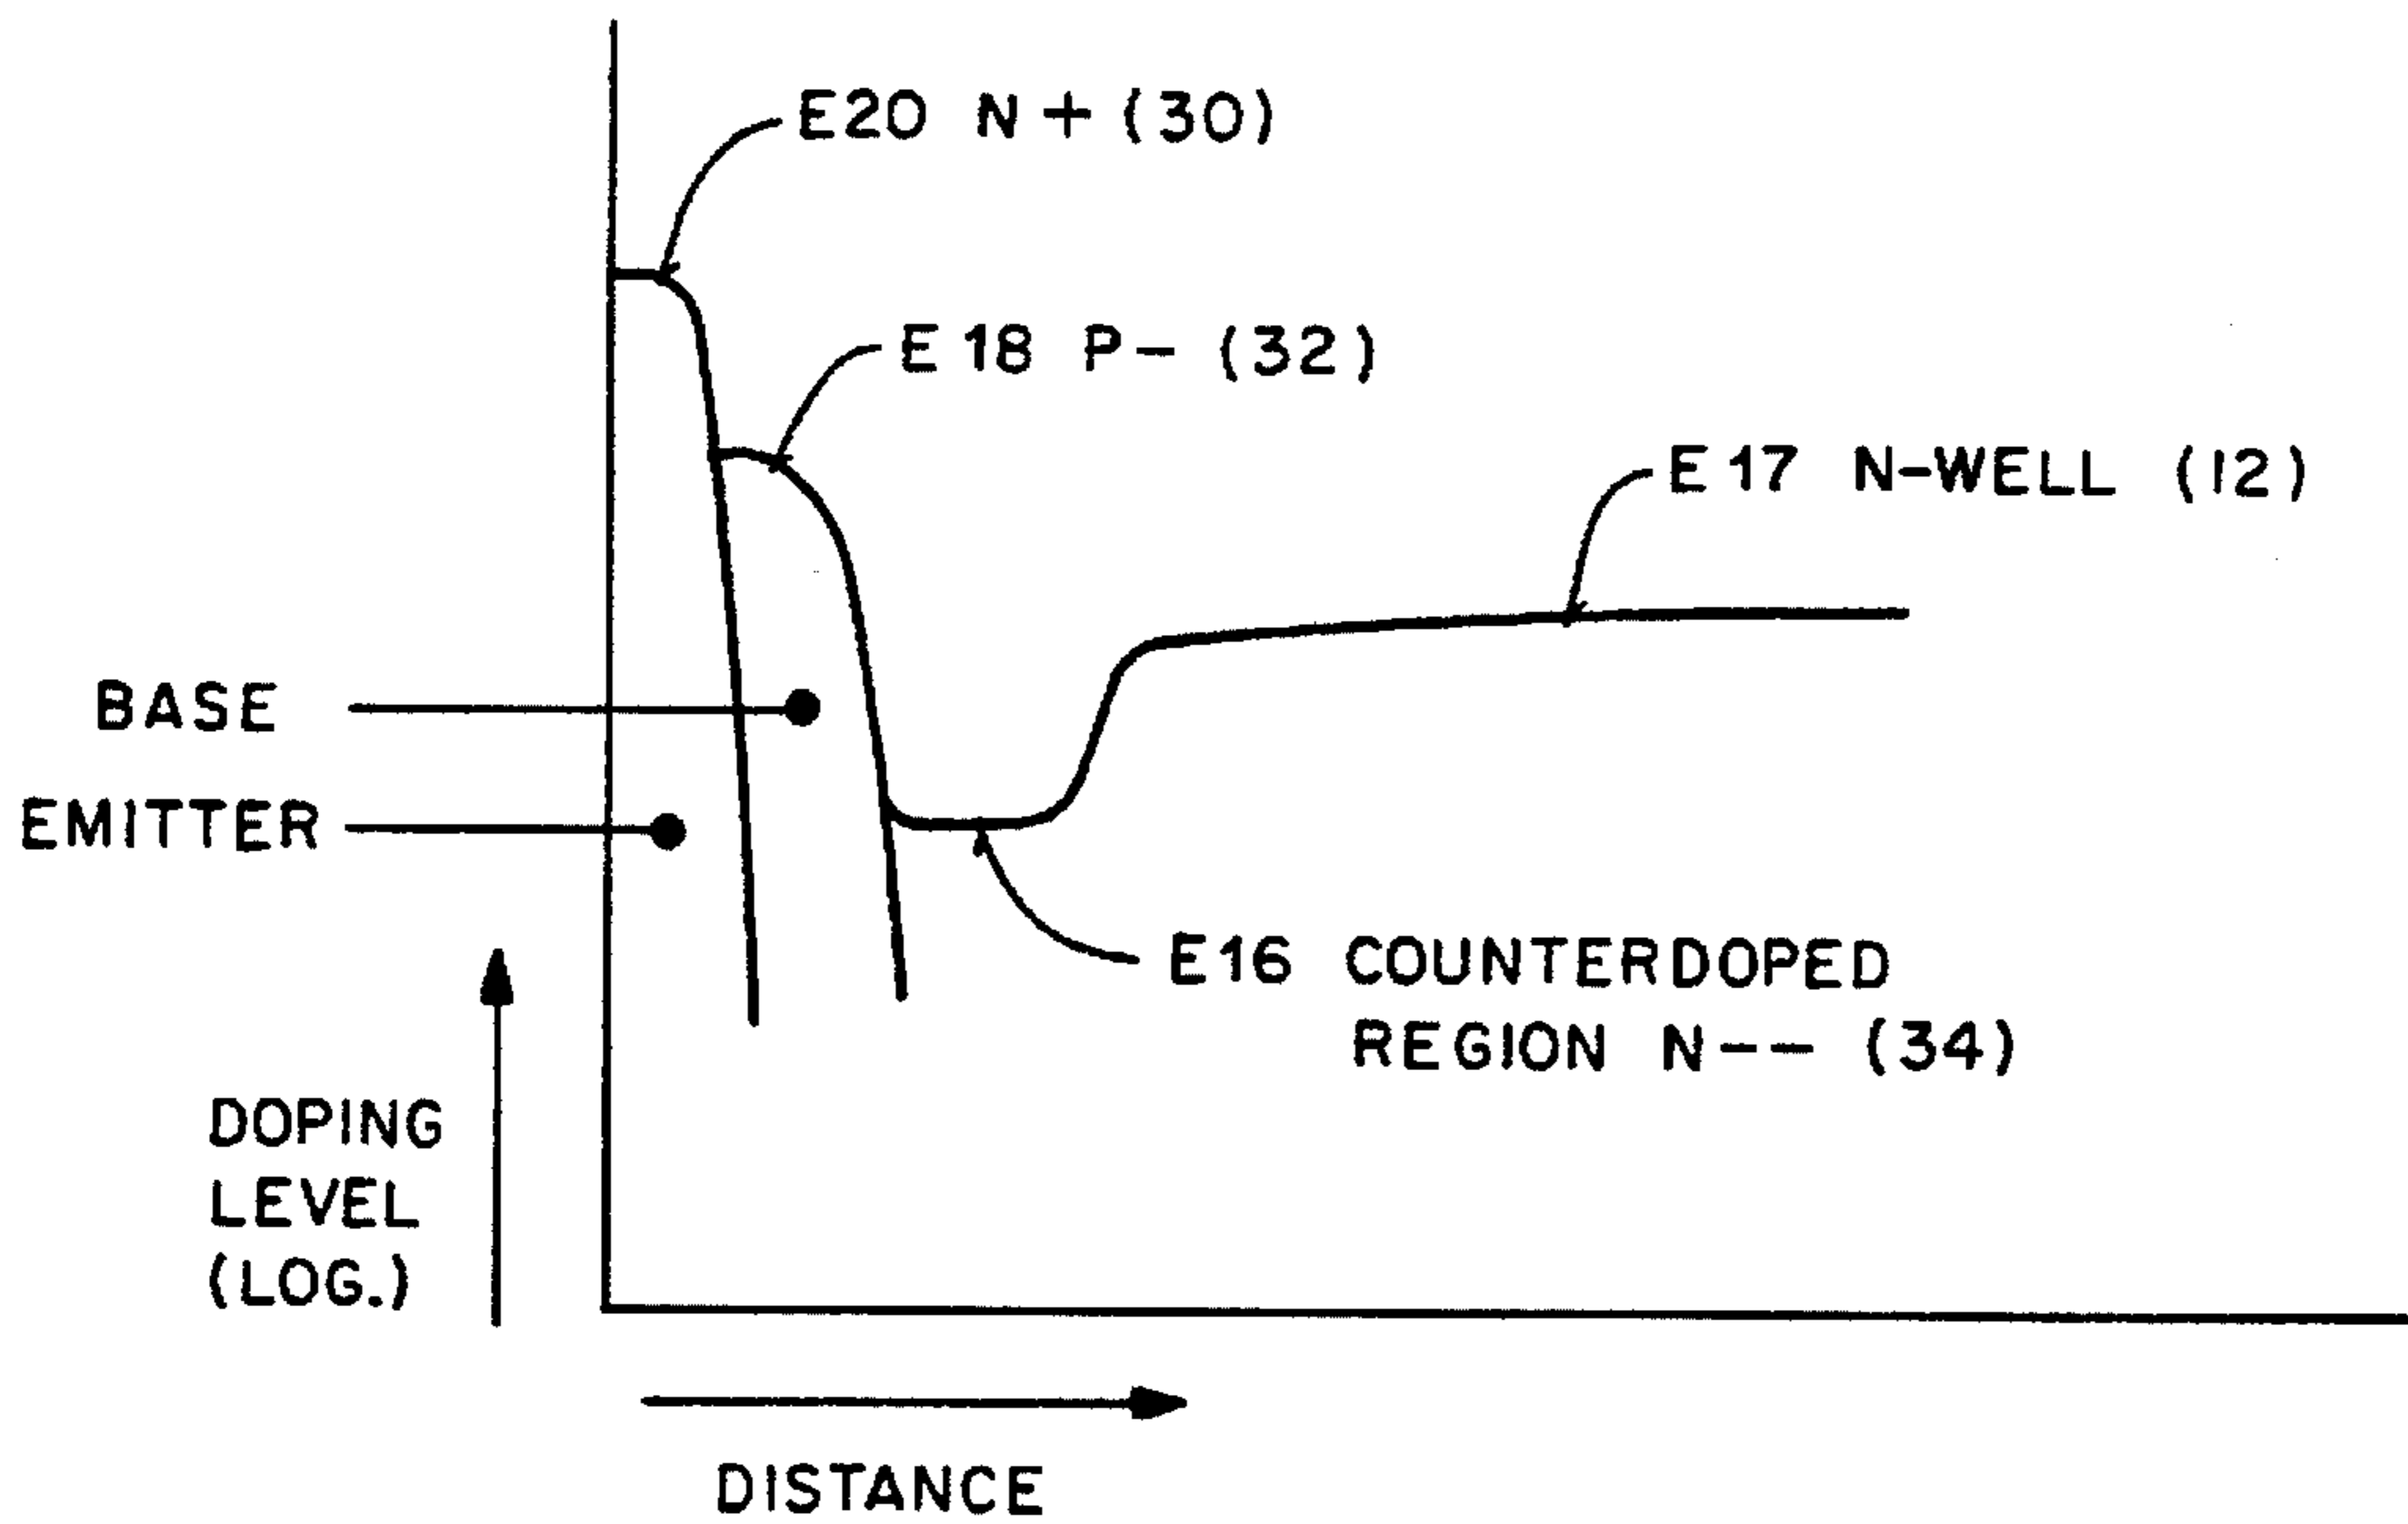 E20 N+(30)
E18 P- (32)
E17 N-WELL (12)
BASE
EMITTER
E16 COUNTERDOPED
REGION N-- (34)
DOPING
LEVEL
(LOG.)
DISTANCE